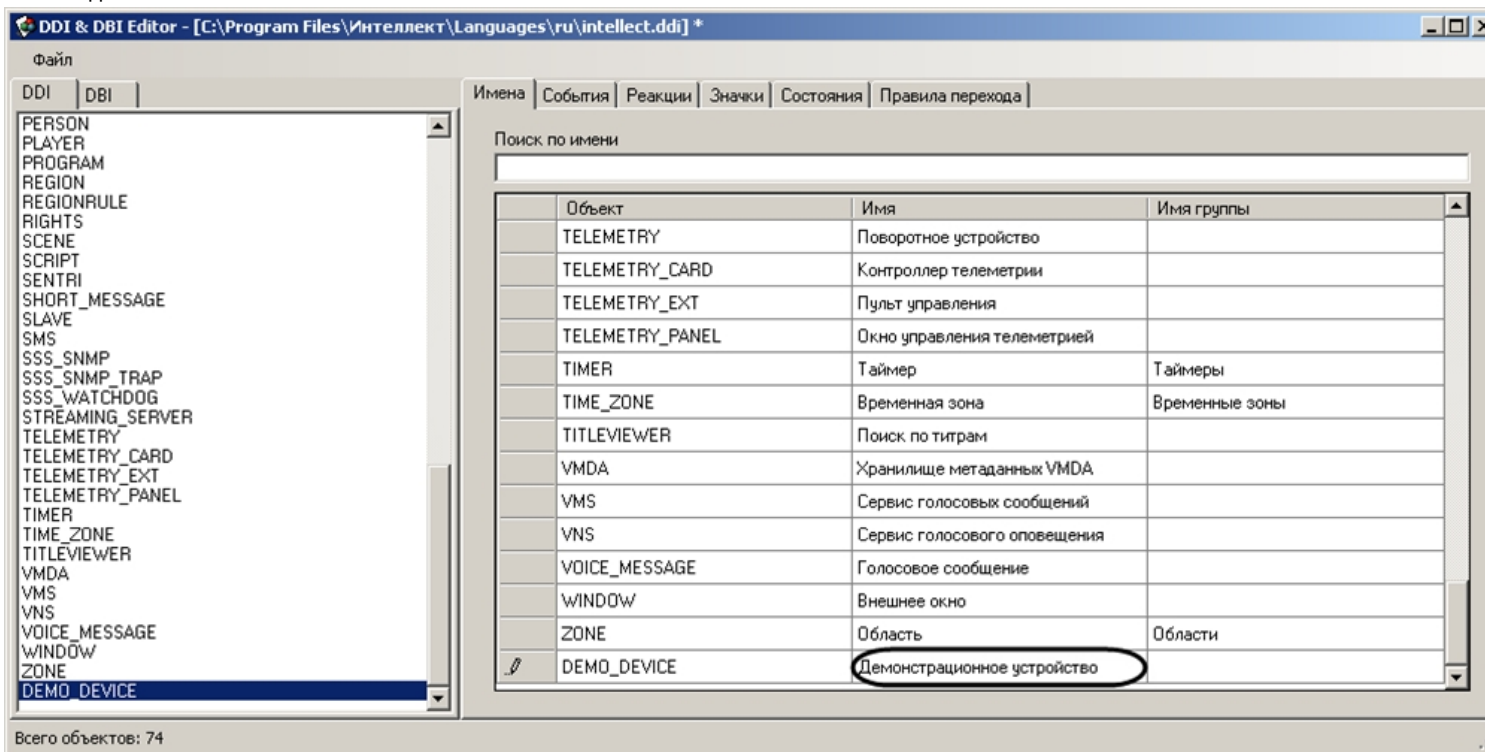 DDI & DBI Editor - [C:\Program Files\Интеллект\Languages\ru\intellect.ddi] *
Файл
DDI DBI
PERSON
PLAYER
PROGRAM
REGION
REGIONRULE
RIGHTS
SCENE
SCRIPT
SENTRI
SHORT_MESSAGE
SLAVE
SMS
SSS_SNMP
SSS_SNMP_TRAP
SSS_WATCHDOG
STREAMING_SERVER
TELEMETRY
TELEMETRY_CARD
TELEMETRY_EXT
TELEMETRY_PANEL
TIMER
TIME_ZONE
TITLEVIEWER
VMDA
VMS
VNS
VOICE_MESSAGE
WINDOW
ZONE
DEMO_DEVICE
Имена События Реакции Значки Состояния Правила перехода
Поиск по имени
Объект Имя Имя группы
TELEMETRY Поворотное устройство
TELEMETRY_CARD Контроллер телеметрии
TELEMETRY_EXT Пульт управления
TELEMETRY_PANEL Окно управления телеметрией
TIMER Таймер Таймеры
TIME_ZONE Временная зона Временные зоны
TITLEVIEWER Поиск по титрам
VMDA Хранилище метаданных VMDA
VMS Сервис голосовых сообщений
VNS Сервис голосового оповещения
VOICE_MESSAGE Голосовое сообщение
WINDOW Внешнее окно
ZONE Область Области
DEMO_DEVICE Демонстрационное устройство
Всего объектов: 74